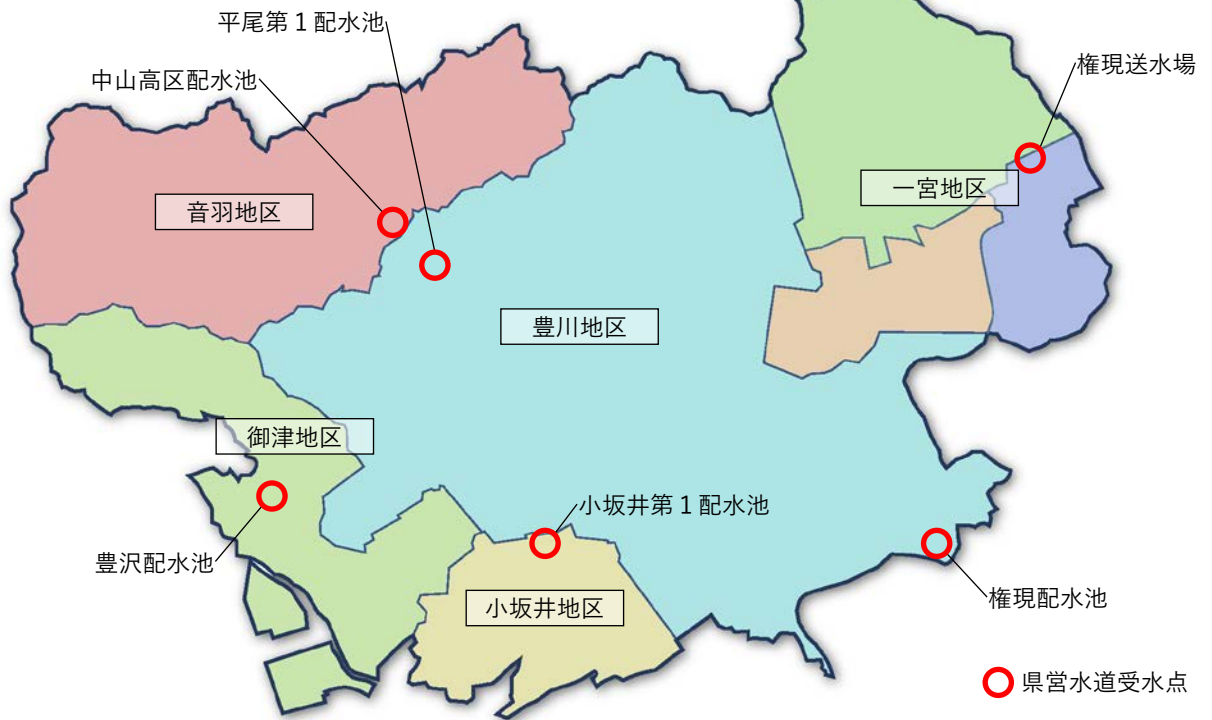 平尾第１配水池
中山高区配水池
権現送水場
一宮地区
音羽地区
豊川地区
御津地区
小坂井第１配水池
豊沢配水池
小坂井地区
権現配水池
県営水道受水点